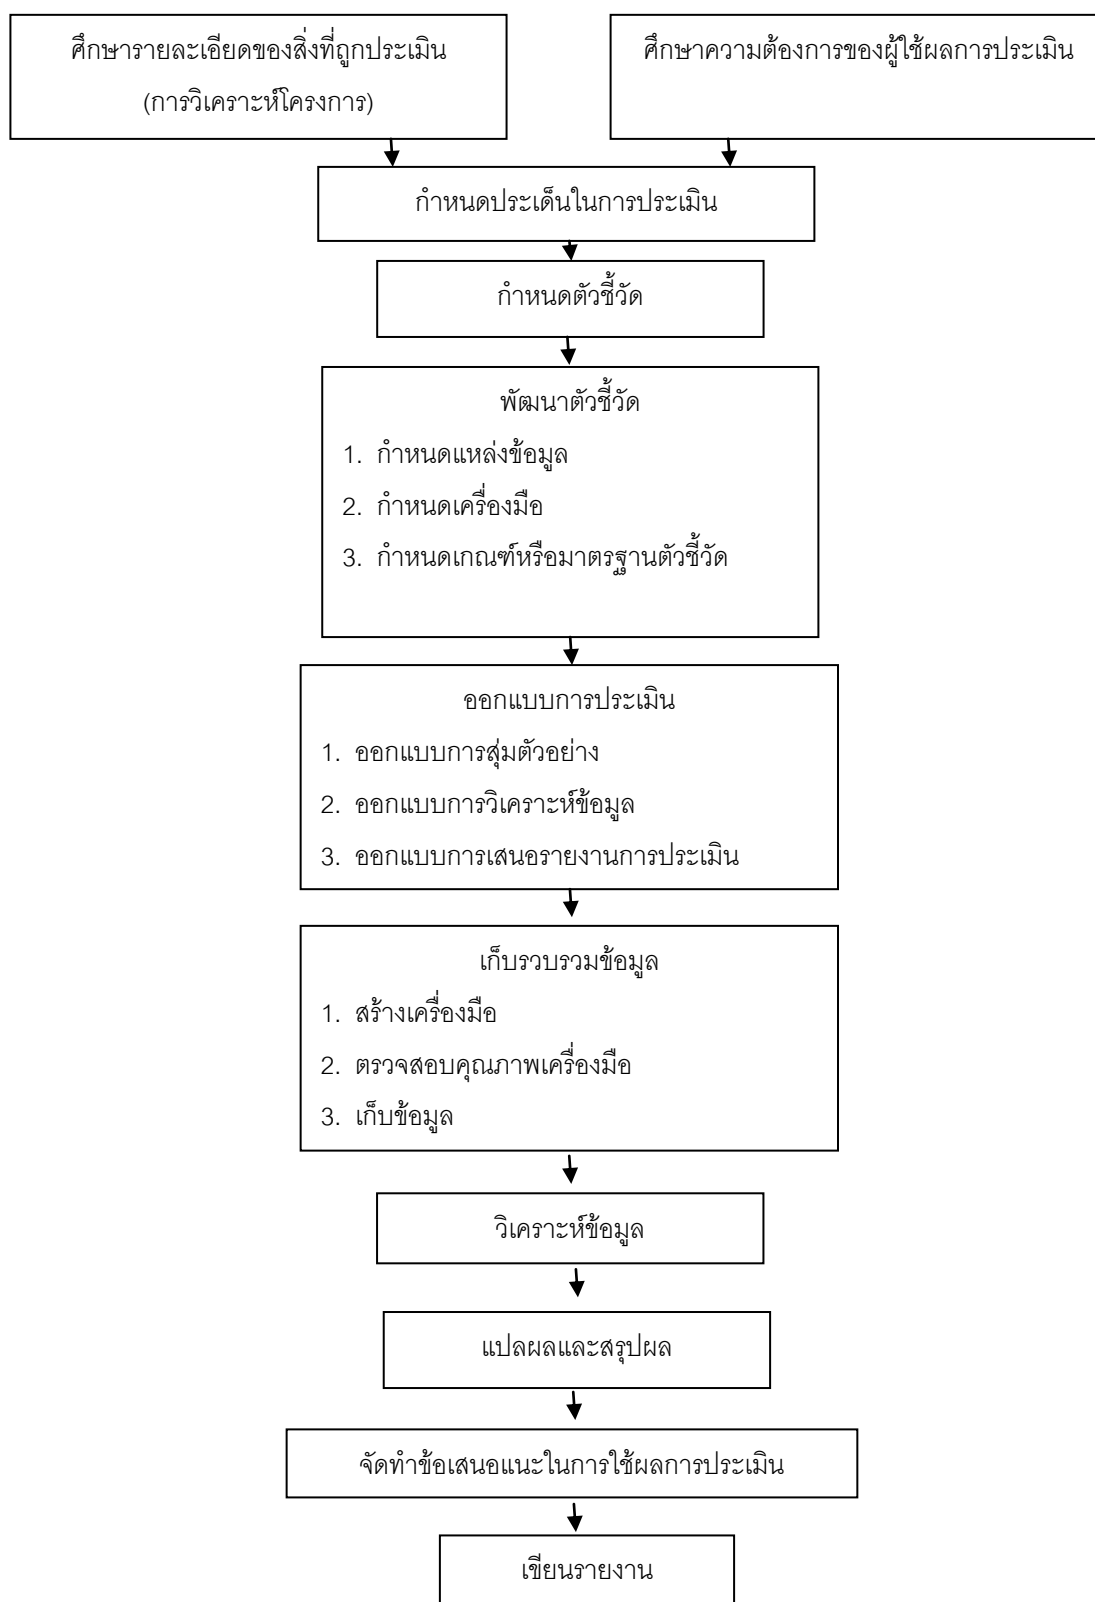 ศึกษารายละเอียดของสิ่งที่ถูกประเมิน
(การวิเคราะห์โครงการ)
ศึกษาความต้องการของผู้ใช้ผลการประเมิน
กำหนดประเด็นในการประเมิน
กำหนดตัวชี้วัด
พัฒนาตัวชี้วัด
1. กำหนดแหล่งข้อมูล
2. กำหนดเครื่องมือ
3. กำหนดเกณฑ์หรือมาตรฐานตัวชี้วัด
ออกแบบการประเมิน
1. ออกแบบการสุ่มตัวอย่าง
2. ออกแบบการวิเคราะห์ข้อมูล
3. ออกแบบการเสนอรายงานการประเมิน
เก็บรวบรวมข้อมูล
1. สร้างเครื่องมือ
2. ตรวจสอบคุณภาพเครื่องมือ
3. เก็บข้อมูล
วิเคราะห์ข้อมูล
แปลผลและสรุปผล
จัดทำข้อเสนอแนะในการใช้ผลการประเมิน
เขียนรายงาน